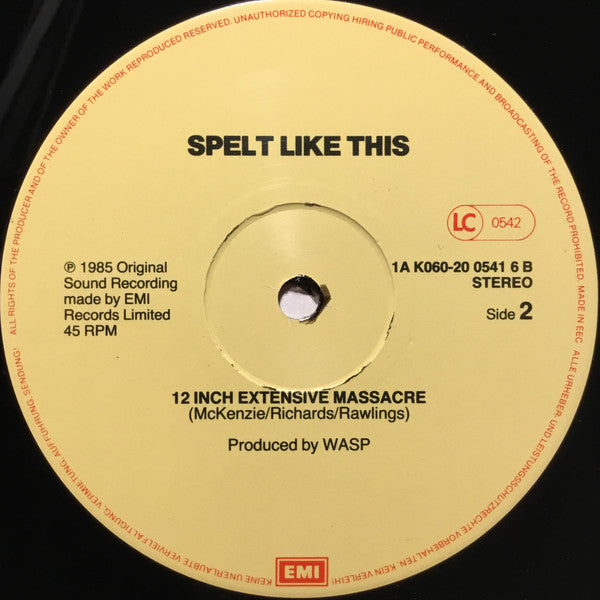 ALL RIGHTS OF THE PRODUCER AND OF THE OWNER OF THE WORK REPRODUCED RESERVED. UNAUTHORIZED COPYING HIRING PUBLIC PERFORMANCE AND BROADCASTING OF THE RECORD PROHIBITED. MADE IN EEC. ALLE URHEBER- UND LEISTUNGSSCHUTZRECHTE VORBEHALTEN. KEIN VERLEIH! KEINE UNERLAUBTE VERVIELFÄLTIGUNG, VERMIETUNG, AUFFÜHRUNG, SENDUNG!
SPELT LIKE THIS
LC 0542
℗ 1985 Original
Sound Recording
made by EMI
Records Limited
45 RPM
1A K060-20 0541 6 B
STEREO
Side 2
12 INCH EXTENSIVE MASSACRE
(McKenzie/Richards/Rawlings)
Produced by WASP
EMI